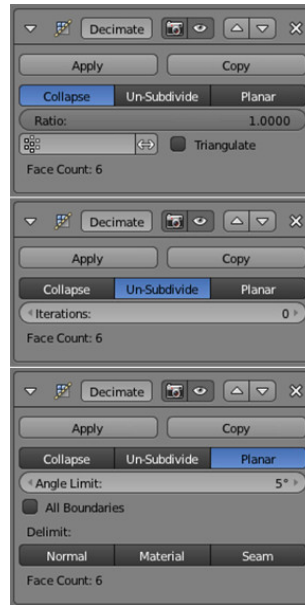 Decimate
Apply Copy
Collapse Un-Subdivide Planar
Ratio: 1.0000
Triangulate
Face Count: 6
Decimate
Apply Copy
Collapse Un-Subdivide Planar
Iterations: 0
Face Count: 6
Decimate
Apply Copy
Collapse Un-Subdivide Planar
Angle Limit: 5°
All Boundaries
Delimit:
Normal Material Seam
Face Count: 6